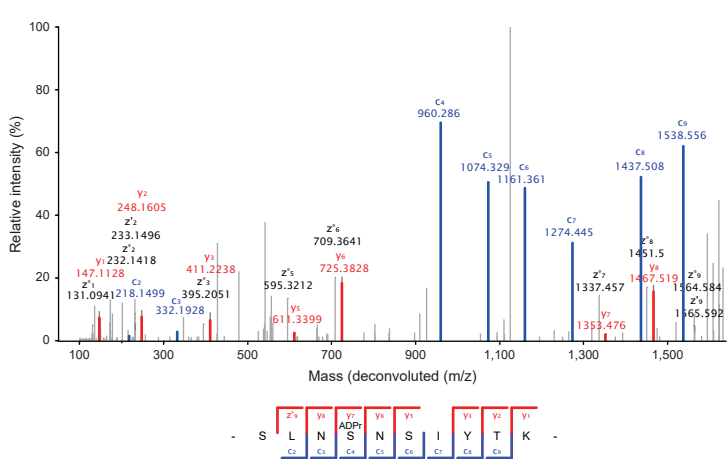 100
80
60
40
20
0
Relative intensity (%)
100
300
500
700
900
1,100
1,300
1,500
Mass (deconvoluted (m/z)
y₁
147.1128
z°₁
131.0941
y₂
248.1605
z'₂
233.1496
z°₂
232.1418
c₂
218.1499
c₃
332.1928
y₃
411.2238
z°₃
395.2051
z°₅
595.3212
y₅
611.3399
z°₆
709.3641
y₆
725.3828
c₄
960.286
c₅
1074.329
c₆
1161.361
c₇
1274.445
z°₇
1337.457
y₇
1353.476
c₈
1437.508
z°₈
1451.5
y₈
1467.519
c₉
1538.556
z°₉
1564.584
z'₉
1565.592
z°₉ y₈ y₇ y₆ y₅ y₃ y₂ y₁
ADPr
- S L N S N S I Y T K -
c₂ c₃ c₄ c₅ c₆ c₇ c₈ c₉